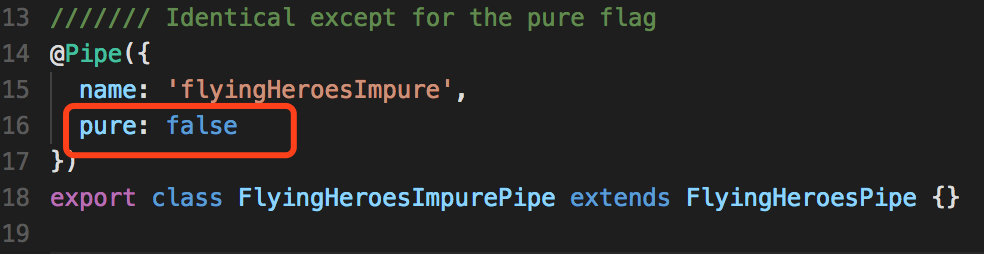 13 /////// Identical except for the pure flag
14 @Pipe({
15   name: 'flyingHeroesImpure',
16   pure: false
17 })
18 export class FlyingHeroesImpurePipe extends FlyingHeroesPipe {}
19